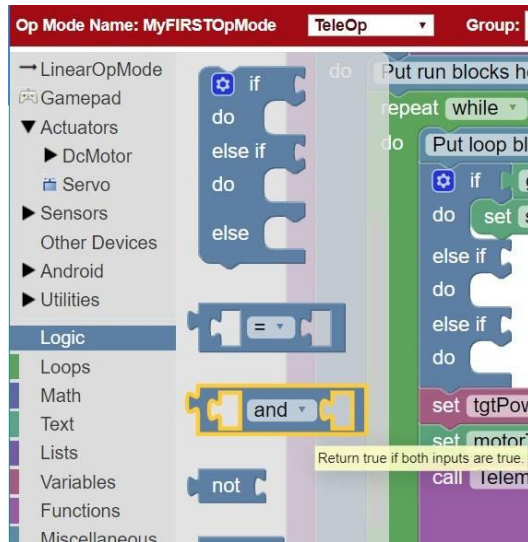 Op Mode Name: MyFIRSTOpMode TeleOp Group:
LinearOpMode
Gamepad
Actuators
DcMotor
Servo
Sensors
Other Devices
Android
Utilities
Logic
Loops
Math
Text
Lists
Variables
Functions
Miscellaneous
if
do
else if
do
else
=
and
Return true if both inputs are true.
not
do Put run blocks
repeat while
do Put loop
if
do set
else if
do
else if
do
set tgtPow
set motor
call Telem